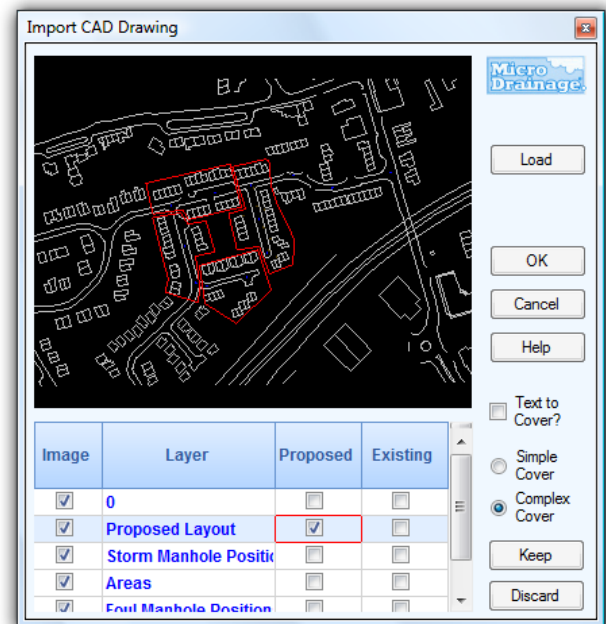 Import CAD Drawing
Micro
Drainage
Load
OK
Cancel
Help
Text to
Cover?
Simple
Cover
Complex
Cover
Keep
Discard
Image Layer Proposed Existing
0
Proposed Layout
Storm Manhole Positic
Areas
Foul Manhole Position